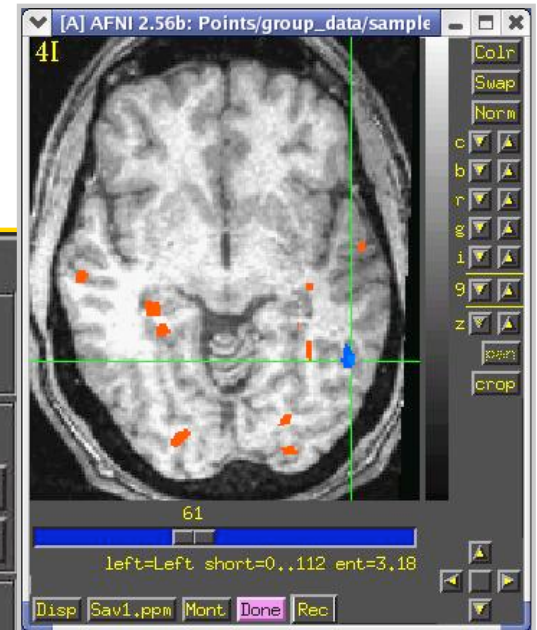 [A] AFNI 2.56b: Points/group_data/sample
4I
Colr
Swap
Norm
c
b
r
g
i
9
z
pan
crop
61
left=Left short=0..112 ent=3.18
Disp Sav1.ppm Mont Done Rec